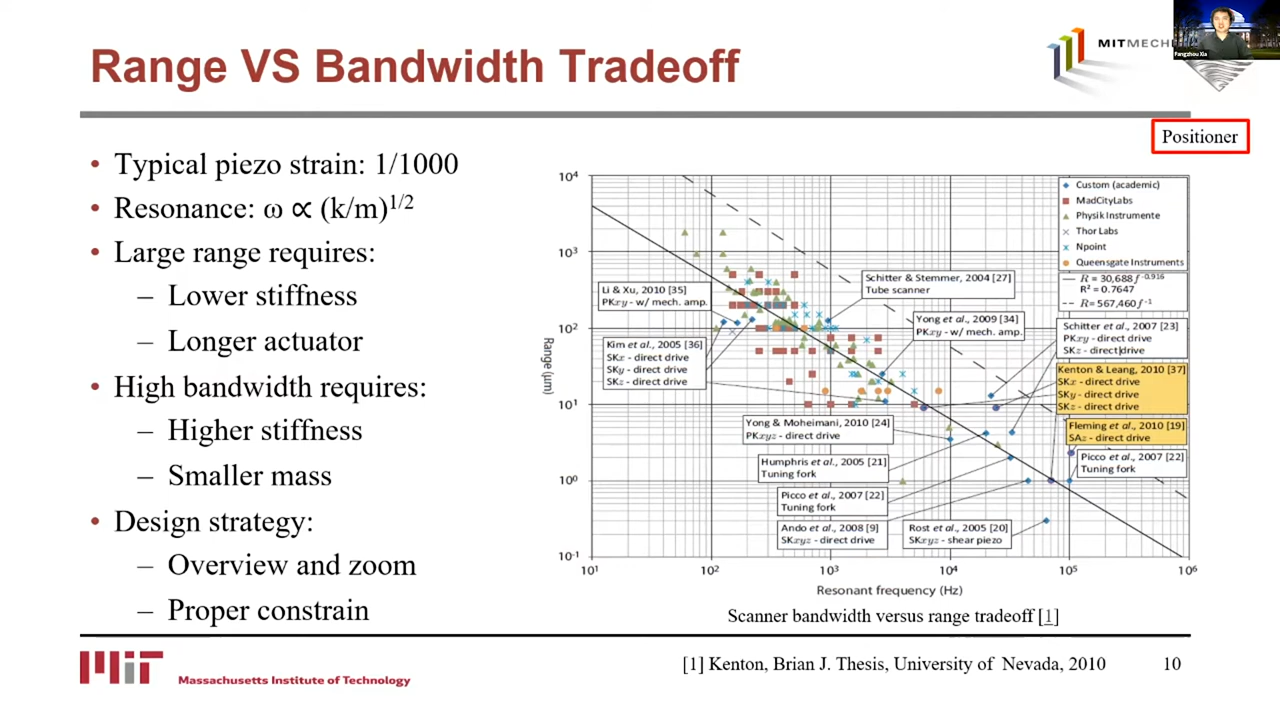 Range VS Bandwidth Tradeoff
MITMECH
Fangzhou Xia
Positioner
• Typical piezo strain: 1/1000
• Resonance: ω ∝ (k/m)1/2
• Large range requires:
– Lower stiffness
– Longer actuator
• High bandwidth requires:
– Higher stiffness
– Smaller mass
• Design strategy:
– Overview and zoom
– Proper constrain
Range (µm)
10⁴
10³
10²
10¹
10⁰
10⁻¹
10¹
10²
10³
10⁴
10⁵
10⁶
Resonant frequency (Hz)
Custom (academic)
MadCityLabs
Physik Instrumente
Thor Labs
Npoint
Queensgate Instruments
R = 30,688 f⁻⁰·⁹¹⁶
R² = 0.7647
R = 567,460 f⁻¹
Li & Xu, 2010 [35]
PKxy - w/ mech. amp.
Kim et al., 2005 [36]
SKx - direct drive
SKy - direct drive
SKz - direct drive
Schitter & Stemmer, 2004 [27]
Tube scanner
Yong et al., 2009 [34]
PKxy - w/ mech. amp.
Schitter et al., 2007 [23]
PKxy - direct drive
SKz - direct drive
Kenton & Leang, 2010 [37]
SKx - direct drive
SKy - direct drive
SKz - direct drive
Fleming et al., 2010 [19]
SAz - direct drive
Picco et al., 2007 [22]
Tuning fork
Yong & Moheimani, 2010 [24]
PKxyz - direct drive
Humphris et al., 2005 [21]
Tuning fork
Picco et al., 2007 [22]
Tuning fork
Ando et al., 2008 [9]
SKxyz - direct drive
Rost et al., 2005 [20]
SKxyz - shear piezo
Scanner bandwidth versus range tradeoff [1]
MIT
Massachusetts Institute of Technology
[1] Kenton, Brian J. Thesis, University of Nevada, 2010
10